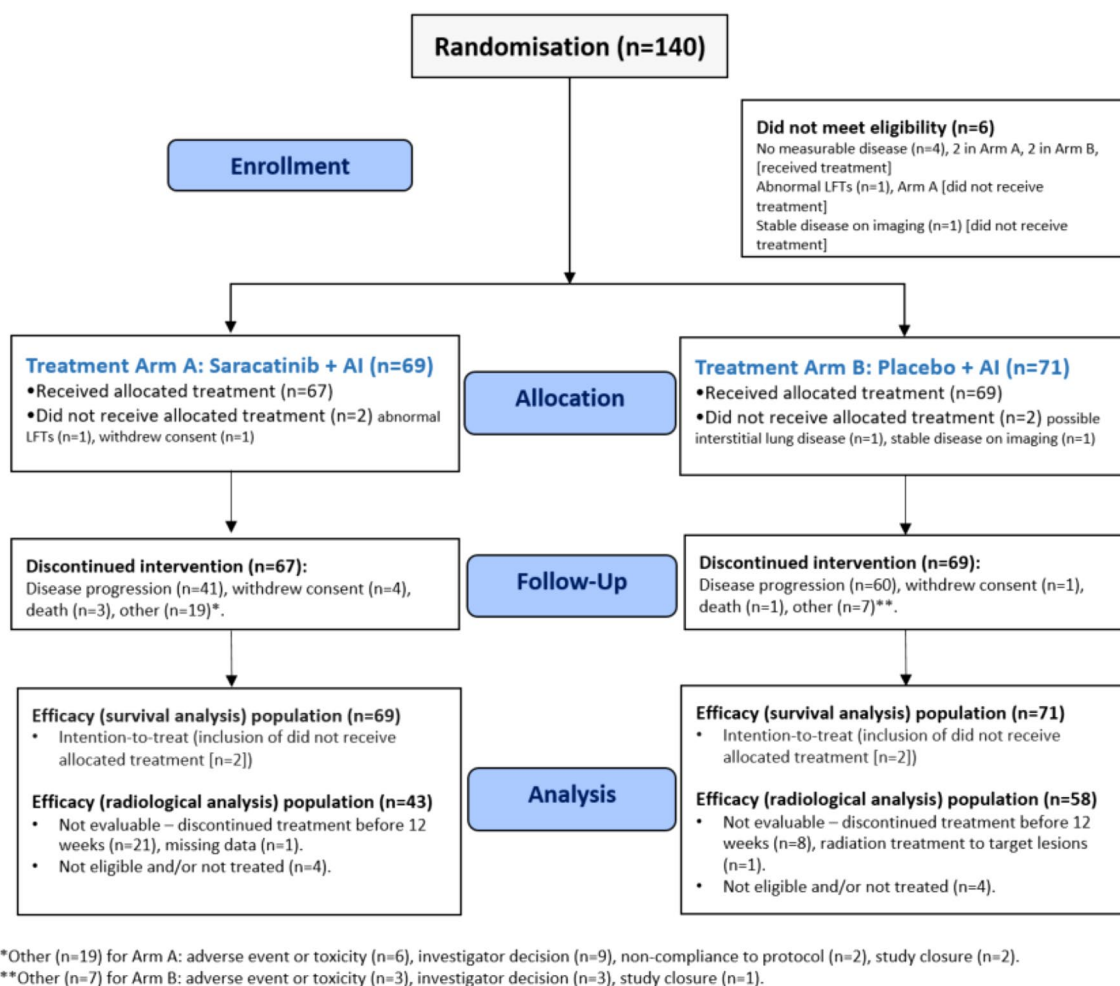 Randomisation (n=140)
Did not meet eligibility (n=6)
No measurable disease (n=4), 2 in Arm A, 2 in Arm B,
[received treatment]
Abnormal LFTs (n=1), Arm A [did not receive
treatment]
Stable disease on imaging (n=1) [did not receive
treatment]
Enrollment
Treatment Arm A: Saracatinib + AI (n=69)
•Received allocated treatment (n=67)
•Did not receive allocated treatment (n=2) abnormal
LFTs (n=1), withdrew consent (n=1)
Allocation
Treatment Arm B: Placebo + AI (n=71)
•Received allocated treatment (n=69)
•Did not receive allocated treatment (n=2) possible
interstitial lung disease (n=1), stable disease on imaging (n=1)
Discontinued intervention (n=67):
Disease progression (n=41), withdrew consent (n=4),
death (n=3), other (n=19)*.
Follow-Up
Discontinued intervention (n=69):
Disease progression (n=60), withdrew consent (n=1),
death (n=1), other (n=7)**.
Efficacy (survival analysis) population (n=69)
• Intention-to-treat (inclusion of did not receive
allocated treatment [n=2])
Efficacy (radiological analysis) population (n=43)
• Not evaluable – discontinued treatment before 12
weeks (n=21), missing data (n=1).
• Not eligible and/or not treated (n=4).
Analysis
Efficacy (survival analysis) population (n=71)
• Intention-to-treat (inclusion of did not receive
allocated treatment [n=2])
Efficacy (radiological analysis) population (n=58)
• Not evaluable – discontinued treatment before 12
weeks (n=8), radiation treatment to target lesions
(n=1).
• Not eligible and/or not treated (n=4).
*Other (n=19) for Arm A: adverse event or toxicity (n=6), investigator decision (n=9), non-compliance to protocol (n=2), study closure (n=2).
**Other (n=7) for Arm B: adverse event or toxicity (n=3), investigator decision (n=3), study closure (n=1).